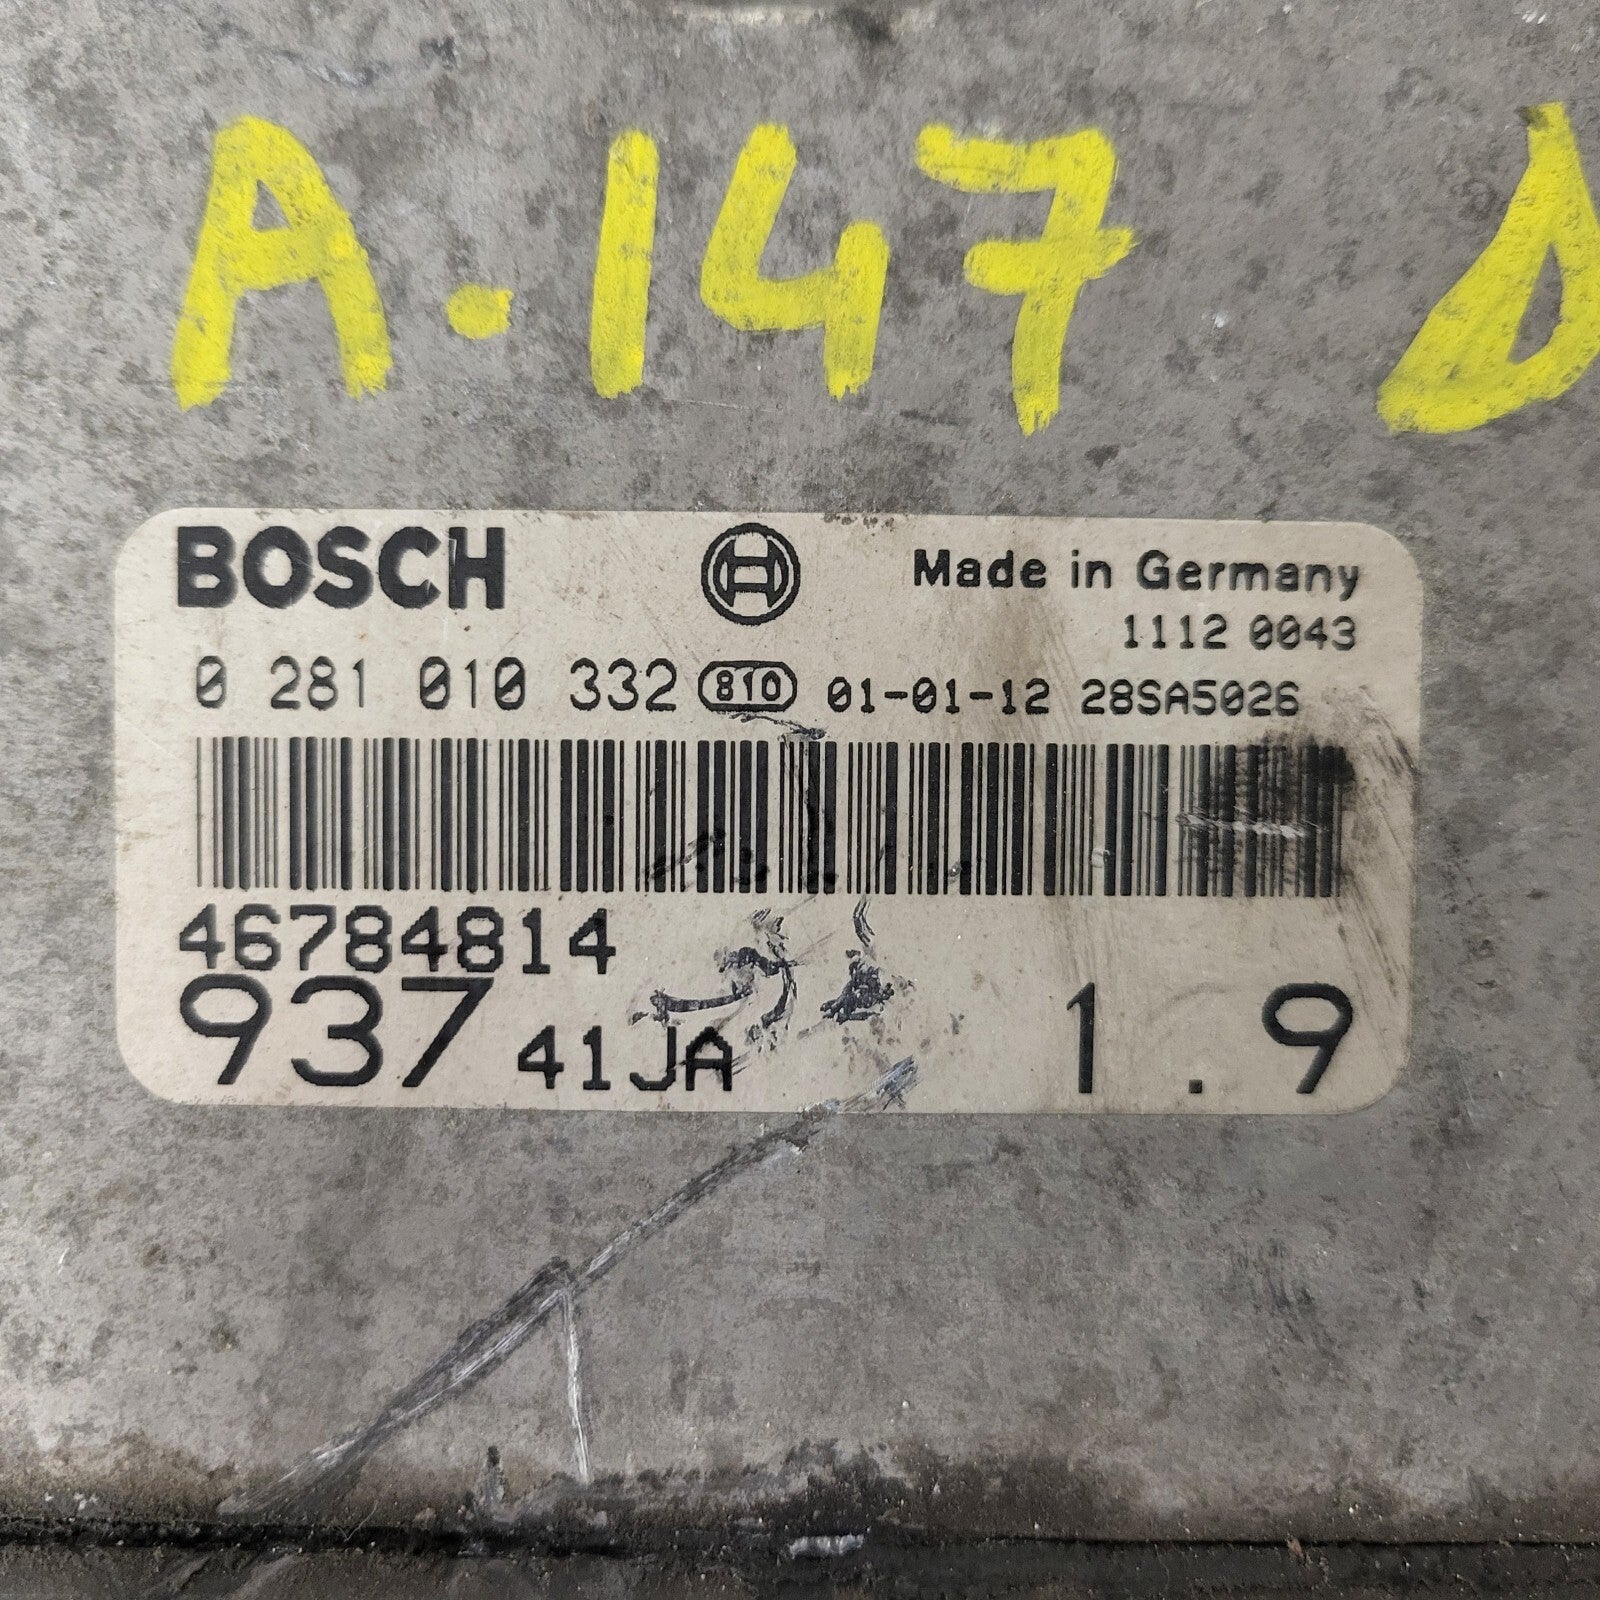 A.147 D
BOSCH Made in Germany
1112 0043
0 281 010 332 810 01-01-12 28SA5026
46784814
937 41JA 1.9